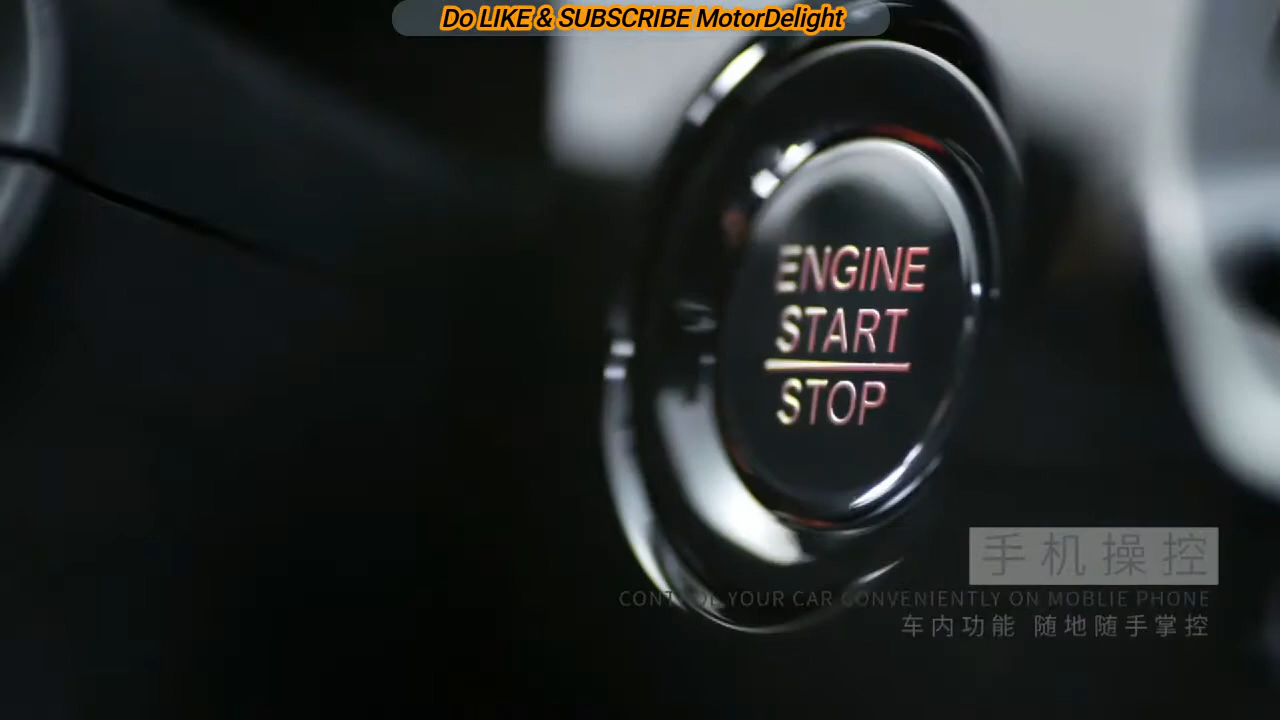 Do LIKE & SUBSCRIBE MotorDelight
ENGINE
START
STOP
手机操控
CONTROL YOUR CAR CONVENIENTLY ON MOBLIE PHONE
车内功能 随地随手掌控